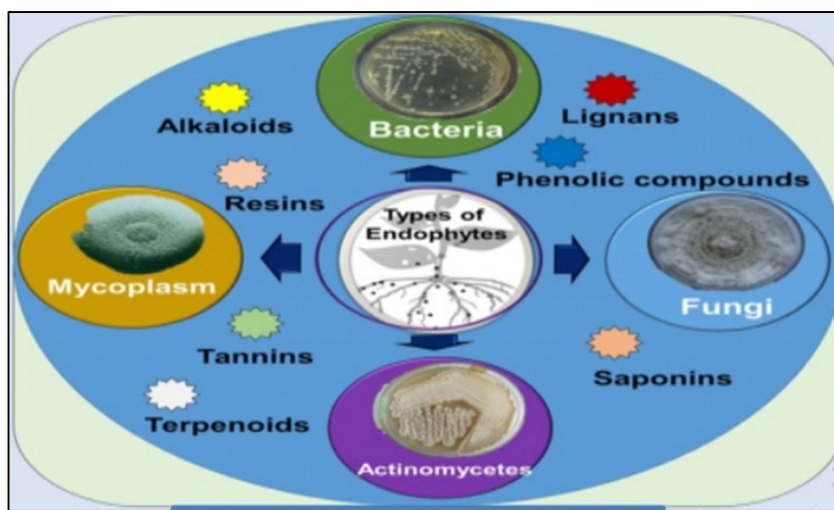 Bacteria
Alkaloids
Lignans
Phenolic compounds
Resins
Types of
Endophytes
Mycoplasm
Fungi
Tannins
Saponins
Terpenoids
Actinomycetes